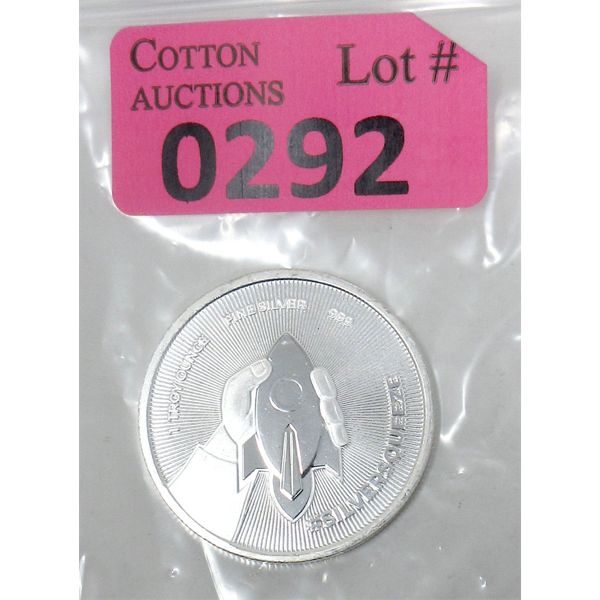 COTTON
AUCTIONS
Lot #
0292
1 TROY OUNCE FINE SILVER .999
#SILVERSQUEEZE